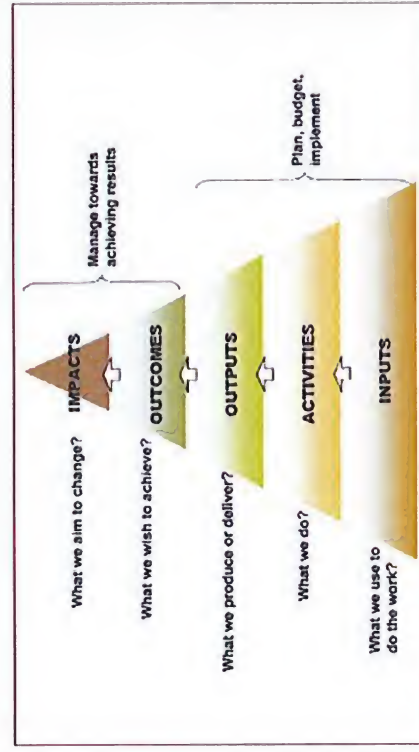 What we aim to change?
IMPACTS
Manage towards
achieving results
What we wish to achieve?
OUTCOMES
What we produce or deliver?
OUTPUTS
Plan, budget,
implement
What we do?
ACTIVITIES
What we use to
do the work?
INPUTS